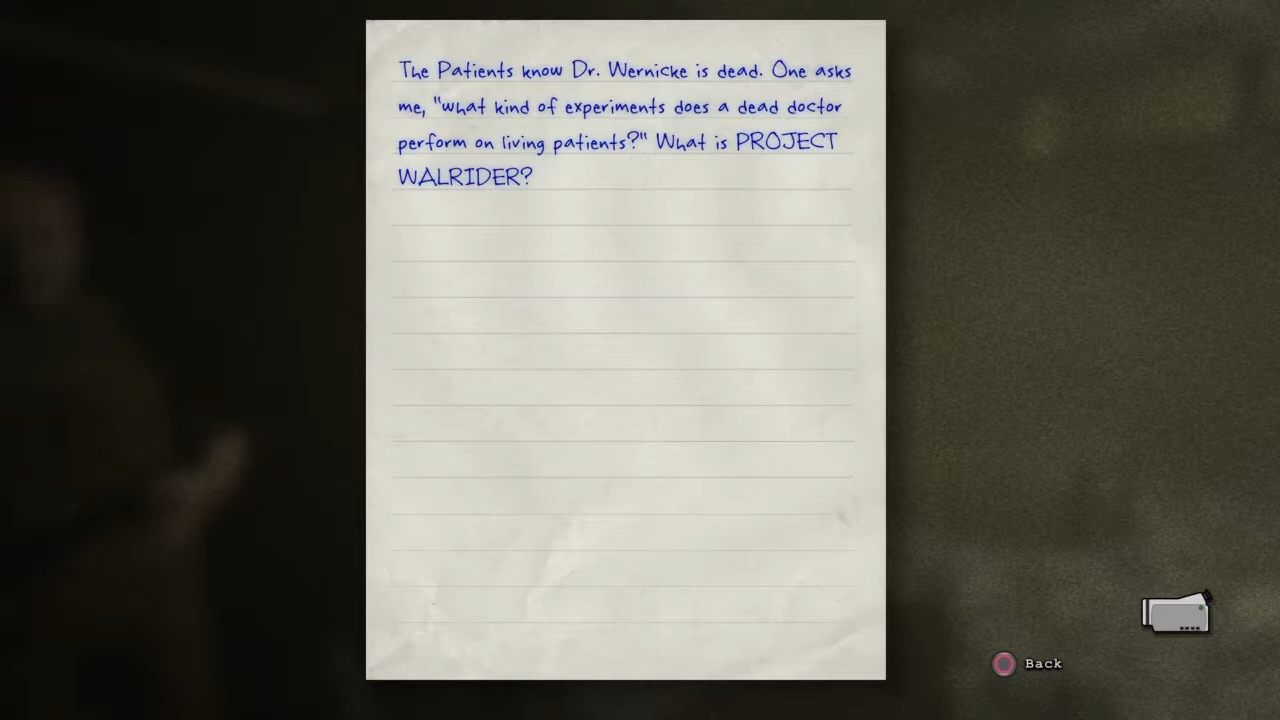 The Patients know Dr. Wernicke is dead. One asks
me, "what kind of experiments does a dead doctor
perform on living patients?" What is PROJECT
WALRIDER?
Back